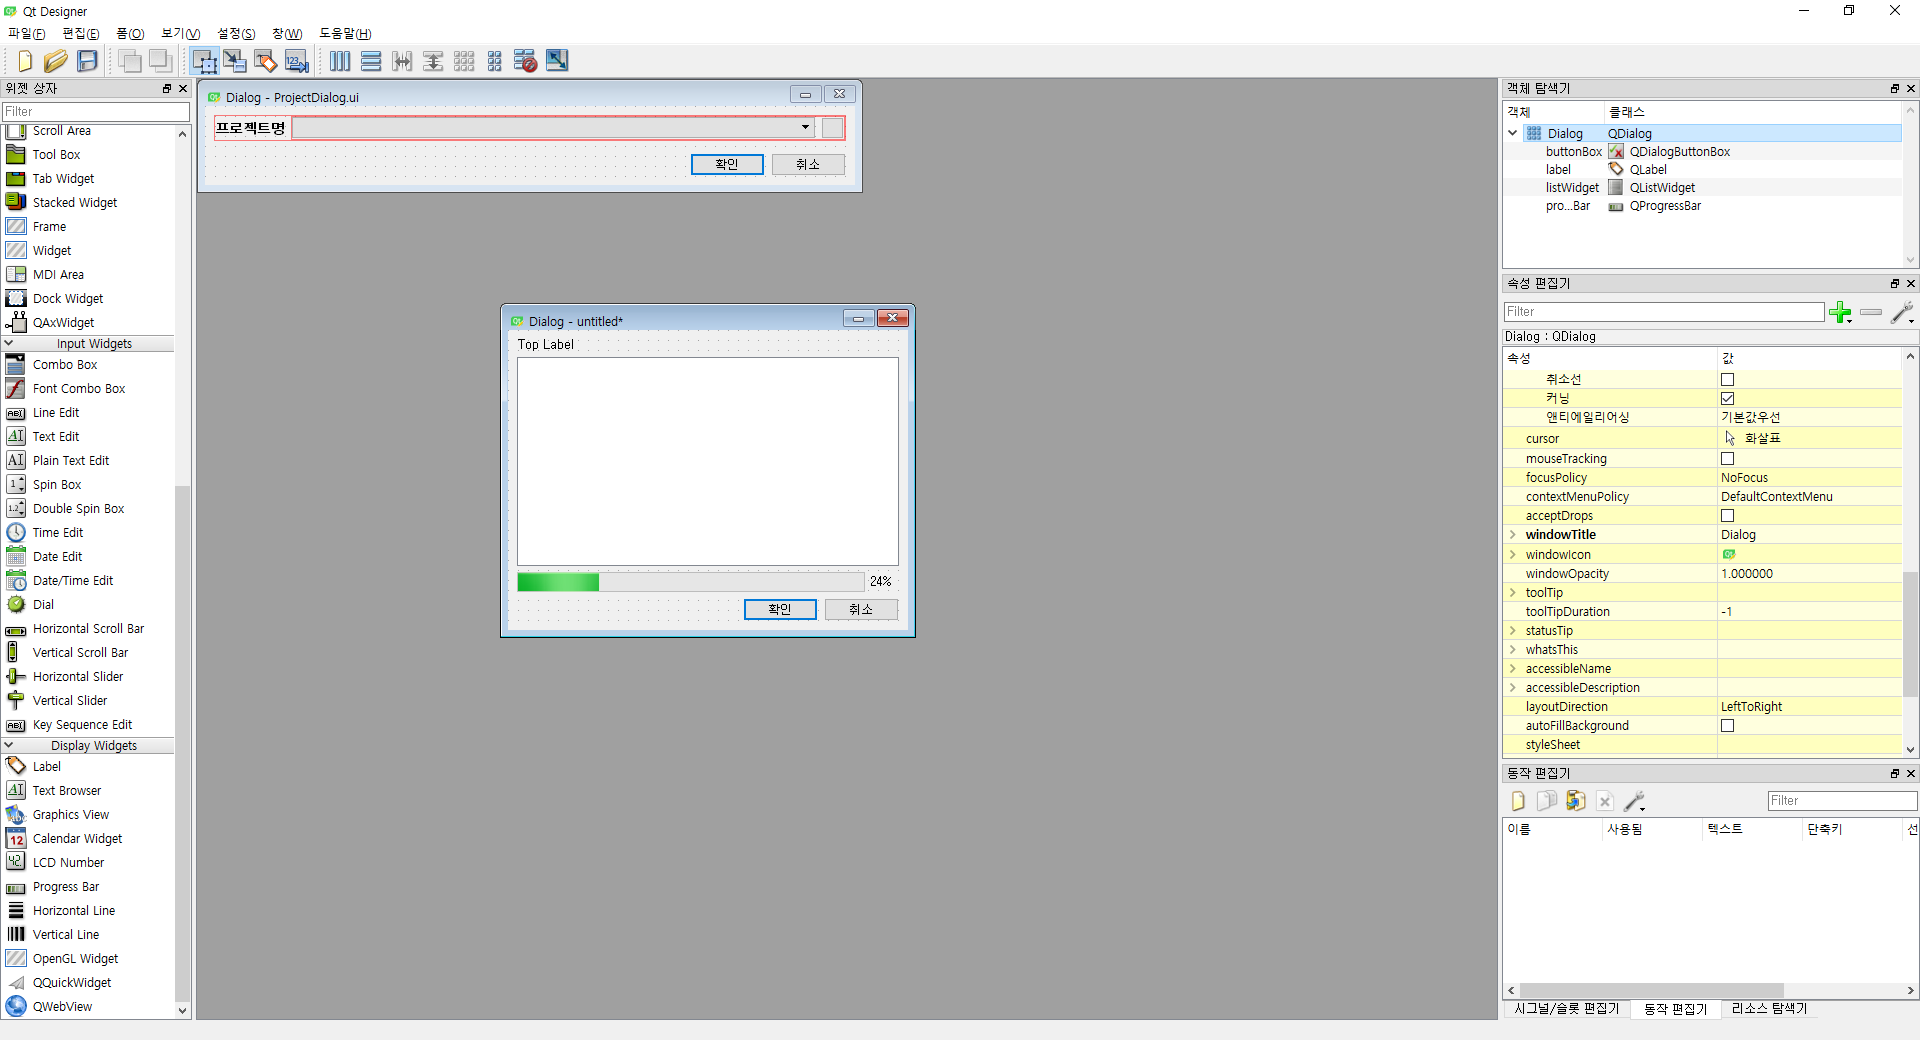 Qt Designer
파일(F) 편집(E) 폼(O) 보기(V) 설정(S) 창(W) 도움말(H)
위젯 상자
Filter
Scroll Area
Tool Box
Tab Widget
Stacked Widget
Frame
Widget
MDI Area
Dock Widget
QAxWidget
Input Widgets
Combo Box
Font Combo Box
Line Edit
Text Edit
Plain Text Edit
Spin Box
Double Spin Box
Time Edit
Date Edit
Date/Time Edit
Dial
Horizontal Scroll Bar
Vertical Scroll Bar
Horizontal Slider
Vertical Slider
Key Sequence Edit
Display Widgets
Label
Text Browser
Graphics View
Calendar Widget
LCD Number
Progress Bar
Horizontal Line
Vertical Line
OpenGL Widget
QQuickWidget
QWebView
Dialog - ProjectDialog.ui
프로젝트명
확인 취소
Dialog - untitled*
Top Label
24%
확인 취소
객체 탐색기
객체 클래스
Dialog QDialog
buttonBox QDialogButtonBox
label QLabel
listWidget QListWidget
pro...Bar QProgressBar
속성 편집기
Filter
Dialog : QDialog
속성 값
취소선
커닝
앤티에일리어싱 기본값우선
cursor 화살표
mouseTracking
focusPolicy NoFocus
contextMenuPolicy DefaultContextMenu
acceptDrops
windowTitle Dialog
windowIcon
windowOpacity 1.000000
toolTip
toolTipDuration -1
statusTip
whatsThis
accessibleName
accessibleDescription
layoutDirection LeftToRight
autoFillBackground
styleSheet
동작 편집기
Filter
이름 사용됨 텍스트 단축키 선
시그널/슬롯 편집기 동작 편집기 리소스 탐색기